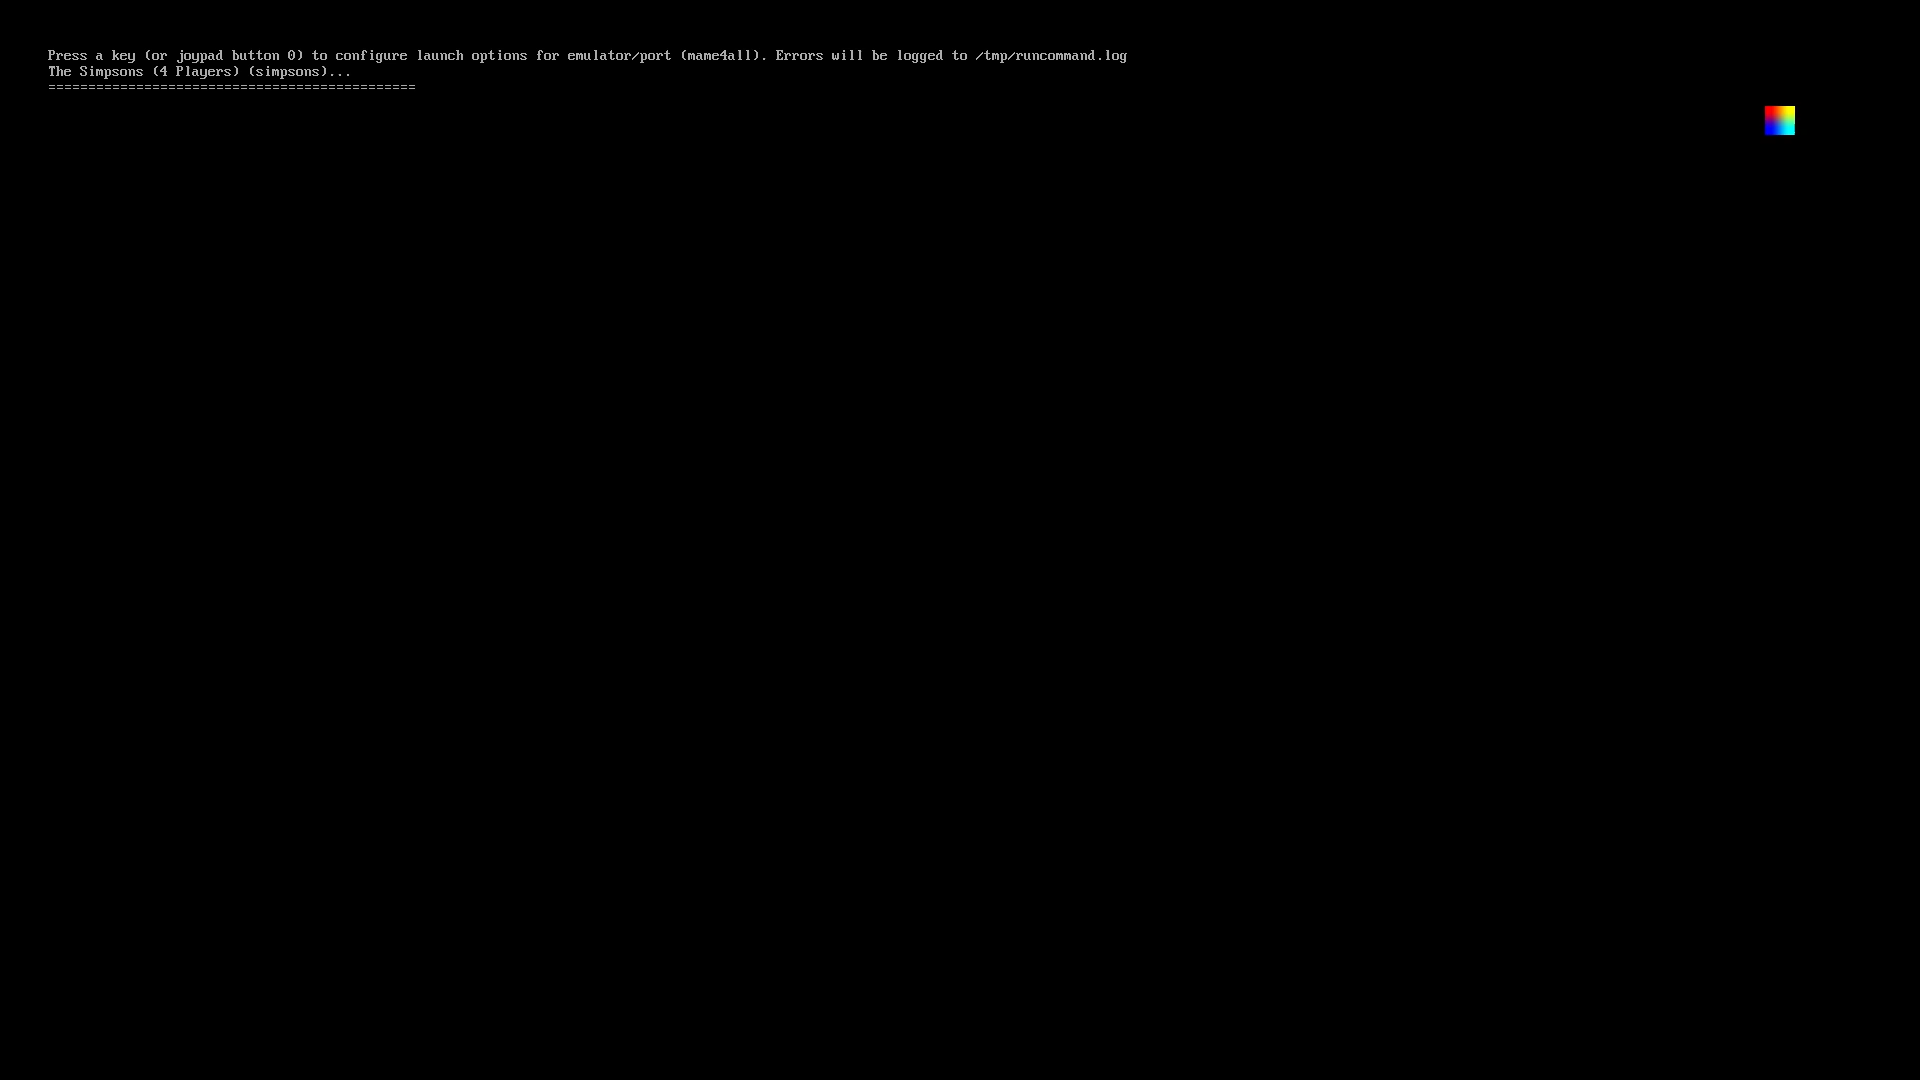 Press a key (or joypad button 0) to configure launch options for emulator/port (mame4all). Errors will be logged to /tmp/runcommand.log
The Simpsons (4 Players) (simpsons)...
==============================================